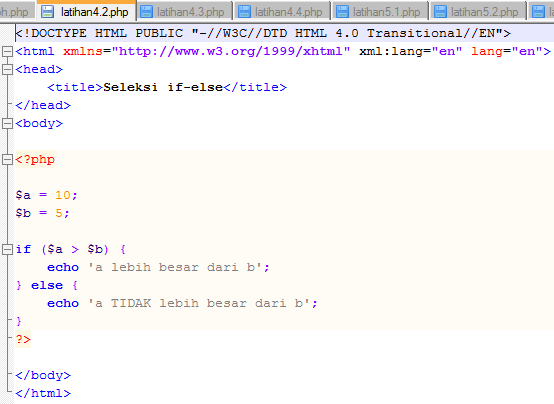 oh.php latihan4.2.php latihan4.3.php latihan4.4.php latihan5.1.php latihan5.2.php
<!DOCTYPE HTML PUBLIC "-//W3C//DTD HTML 4.0 Transitional//EN">
<html xmlns="http://www.w3.org/1999/xhtml" xml:lang="en" lang="en">
<head>
    <title>Seleksi if-else</title>
</head>
<body>
<?php
$a = 10;
$b = 5;
if ($a > $b) {
    echo 'a lebih besar dari b';
} else {
    echo 'a TIDAK lebih besar dari b';
}
?>
</body>
</html>